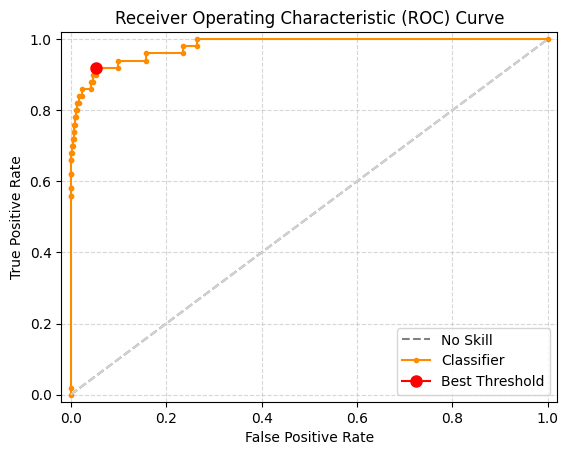 Receiver Operating Characteristic (ROC) Curve
True Positive Rate
1.0
0.8
0.6
0.4
0.2
0.0
0.0 0.2 0.4 0.6 0.8 1.0
False Positive Rate
No Skill
Classifier
Best Threshold